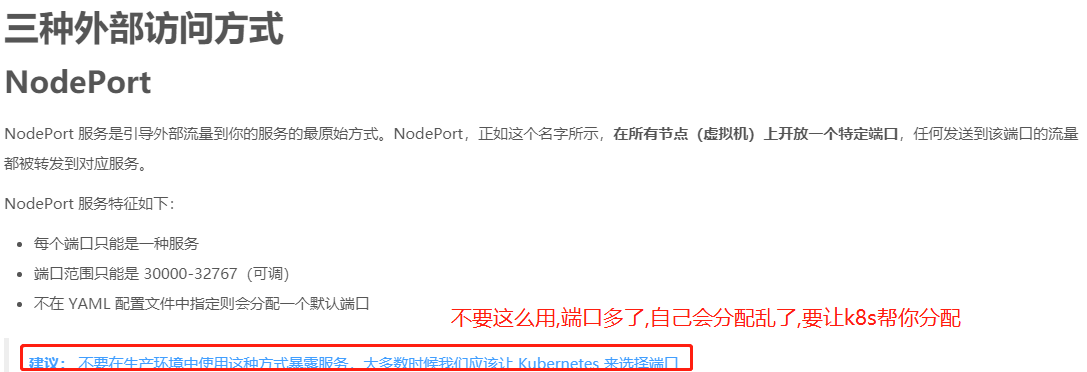 三种外部访问方式
NodePort
NodePort 服务是引导外部流量到你的服务的最原始方式。NodePort，正如这个名字所示，在所有节点（虚拟机）上开放一个特定端口，任何发送到该端口的流量
都被转发到对应服务。
NodePort 服务特征如下：
每个端口只能是一种服务
端口范围只能是 30000-32767（可调）
不在 YAML 配置文件中指定则会分配一个默认端口
不要这么用,端口多了,自己会分配乱了,要让k8s帮你分配
建议： 不要在生产环境中使用这种方式暴露服务，大多数时候我们应该让 Kubernetes 来选择端口